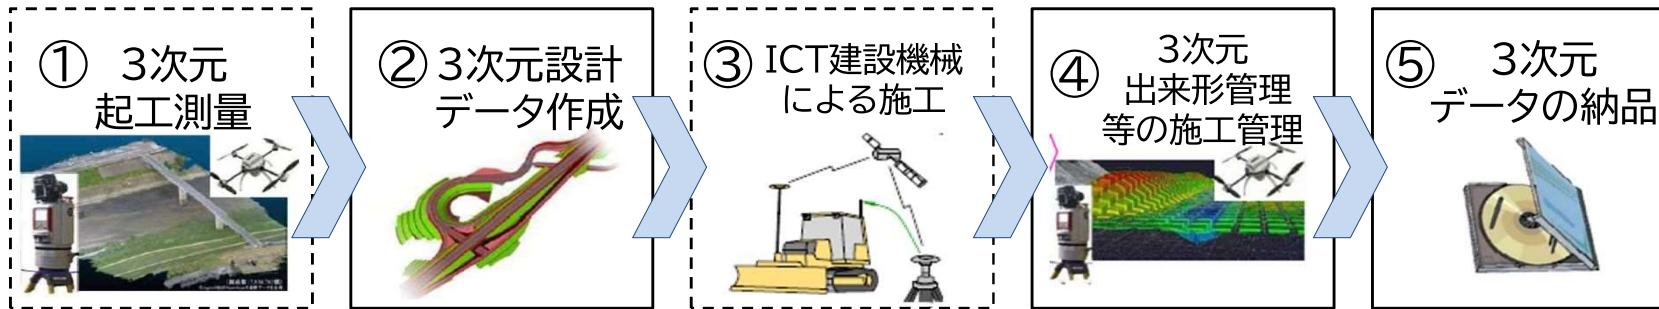 ① 3次元
起工測量
② 3次元設計
データ作成
③ ICT建設機械
による施工
④ 3次元
出来形管理
等の施工管理
⑤ 3次元
データの納品